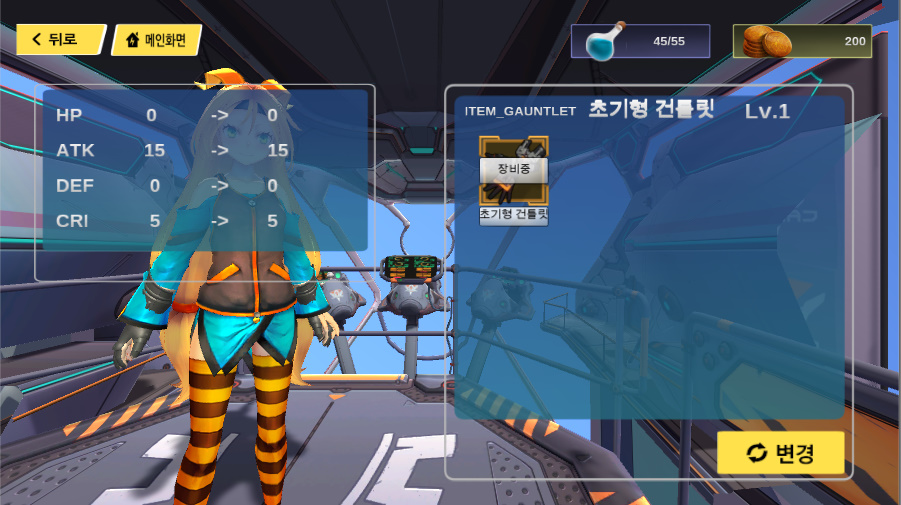 뒤로
메인화면
45/55
200
HP 0 -> 0
ATK 15 -> 15
DEF 0 -> 0
CRI 5 -> 5
ITEM_GAUNTLET 초기형 건틀릿 Lv.1
장비중
초기형 건틀릿
변경